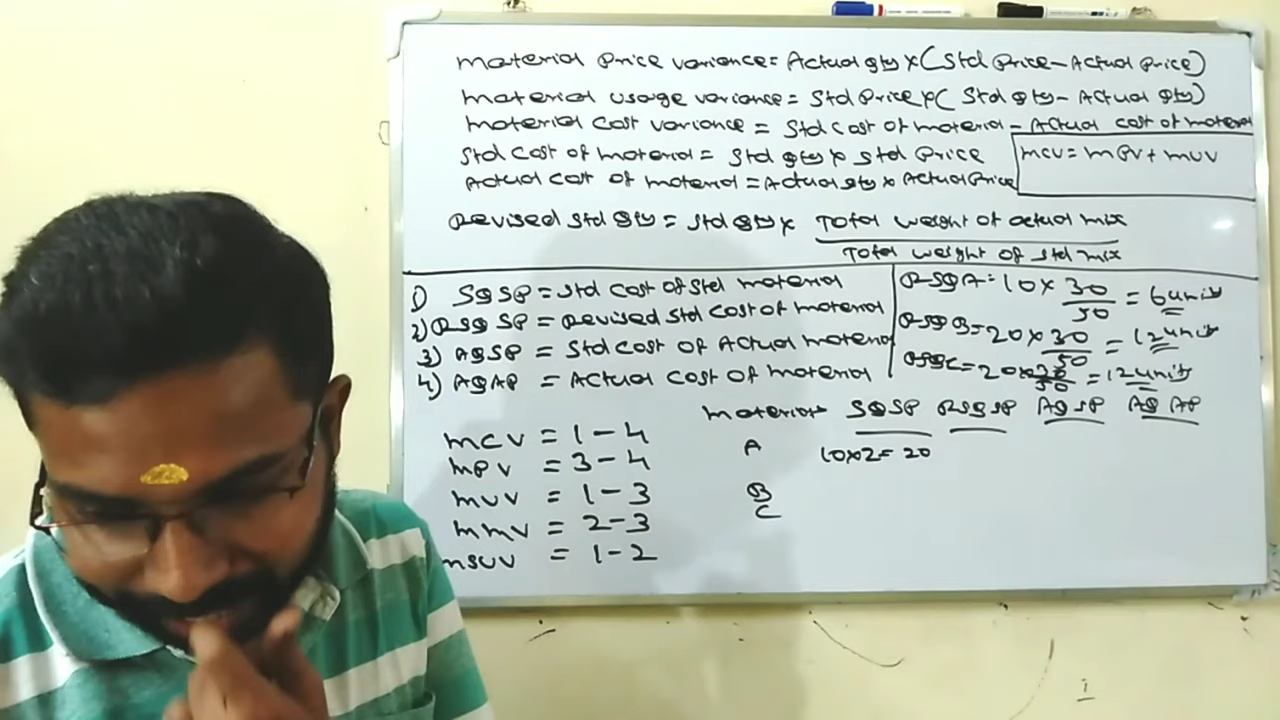 Material Price variance = Actual qty x (Std Price - Actual Price)
Material usage variance = Std Price x (Std qty - Actual qty)
Material Cost variance = Std Cost of material - Actual cost of material
Std Cost of material = Std qty x Std Price
MCV = MPV + MUV
Actual cost of material = Actual qty x Actual Price
Revised Std qty = Std qty x Total weight of actual mix
Total weight of std mix
1) SQSP = Std Cost of Std material
2) RSQ SP = Revised Std Cost of material
3) AQSP = Std Cost of Actual material
4) AQAP = Actual Cost of material
RSQ A = 10 x 30/50 = 6 units
RSQ B = 20 x 30/50 = 12 units
RSQ C = 20 x 30/50 = 12 units
MCV = 1-4
MPV = 3-4
MUV = 1-3
MMV = 2-3
MSUV = 1-2
SQSP RSQSP AQSP AQ AP
A 10x2=20
B
C